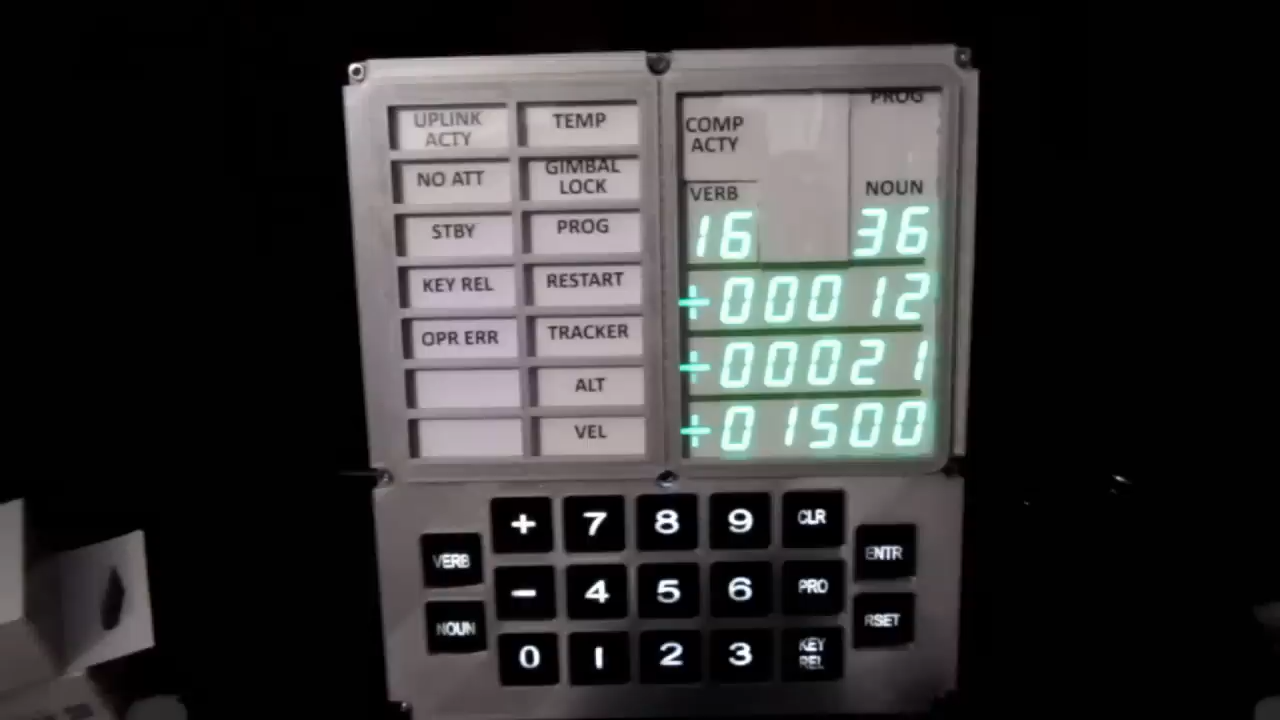 UPLINK
ACTY
TEMP
NO ATT
GIMBAL
LOCK
STBY
PROG
KEY REL
RESTART
OPR ERR
TRACKER
ALT
VEL
PROG
COMP
ACTY
VERB
NOUN
16
36
+00012
+00021
+01500
+
7
8
9
CLR
VERB
ENTR
-
4
5
6
PRO
NOUN
RSET
0
1
2
3
KEY
REL